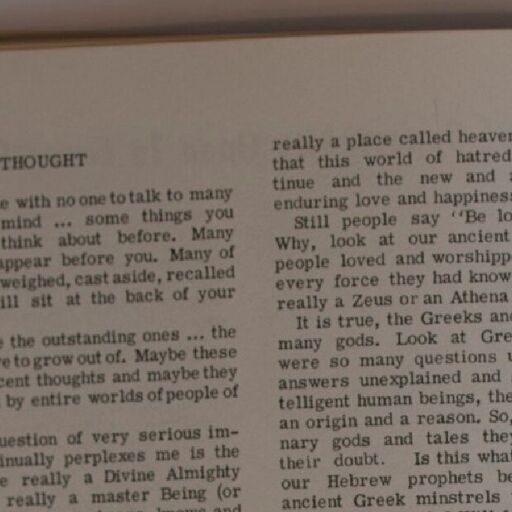 THOUGHT
e with no one to talk to many
mind ... some things you
think about before. Many
appear before you. Many of
weighed, cast aside, recalled
ill sit at the back of your
e the outstanding ones ... the
ve to grow out of. Maybe these
cent thoughts and maybe they
by entire worlds of people of
uestion of very serious im-
inually perplexes me is the
e really a Divine Almighty
really a master Being (or
really a place called heaven
that this world of hatred
tinue and the new and
enduring love and happiness
Still people say "Be lo
Why, look at our ancient
people loved and worshipp
every force they had know
really a Zeus or an Athena
It is true, the Greeks and
many gods. Look at Gre
were so many questions u
answers unexplained and
telligent human beings, the
an origin and a reason. So,
nary gods and tales they
their doubt. Is this what
our Hebrew prophets be
ancient Greek minstrels